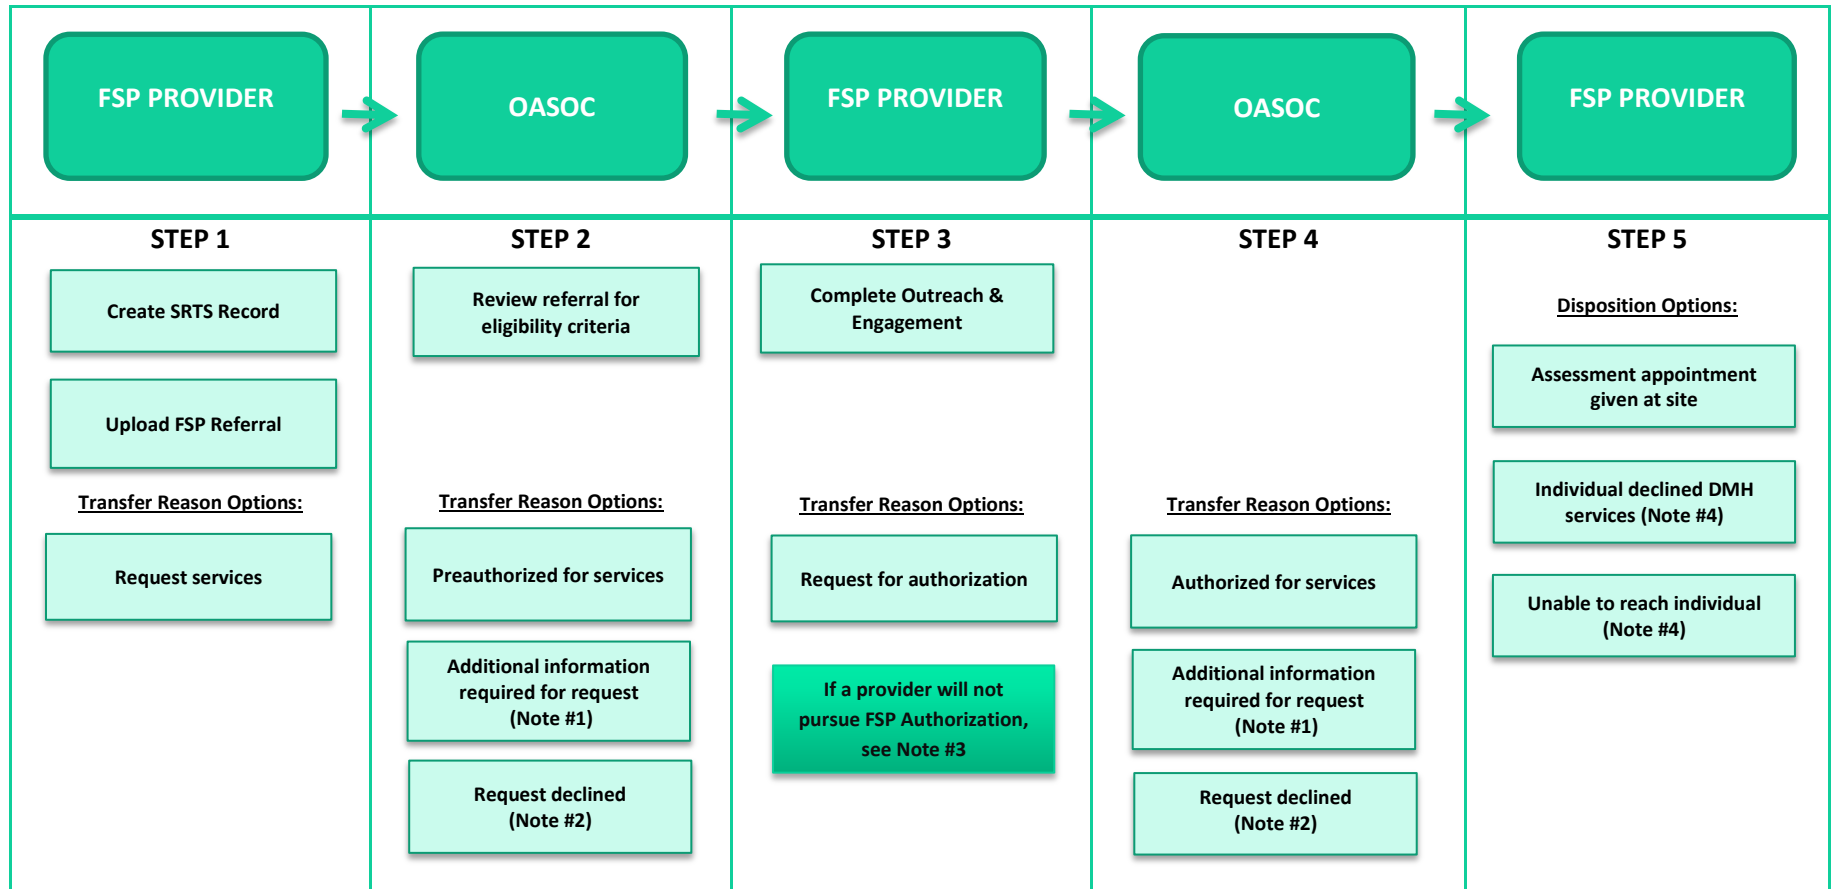 FSP PROVIDER
OASOC
FSP PROVIDER
OASOC
FSP PROVIDER
STEP 1
Create SRTS Record
Upload FSP Referral
Transfer Reason Options:
Request services
STEP 2
Review referral for
eligibility criteria
Transfer Reason Options:
Preauthorized for services
Additional information
required for request
(Note #1)
Request declined
(Note #2)
STEP 3
Complete Outreach &
Engagement
Transfer Reason Options:
Request for authorization
If a provider will not
pursue FSP Authorization,
see Note #3
STEP 4
Transfer Reason Options:
Authorized for services
Additional information
required for request
(Note #1)
Request declined
(Note #2)
STEP 5
Disposition Options:
Assessment appointment
given at site
Individual declined DMH
services (Note #4)
Unable to reach individual
(Note #4)